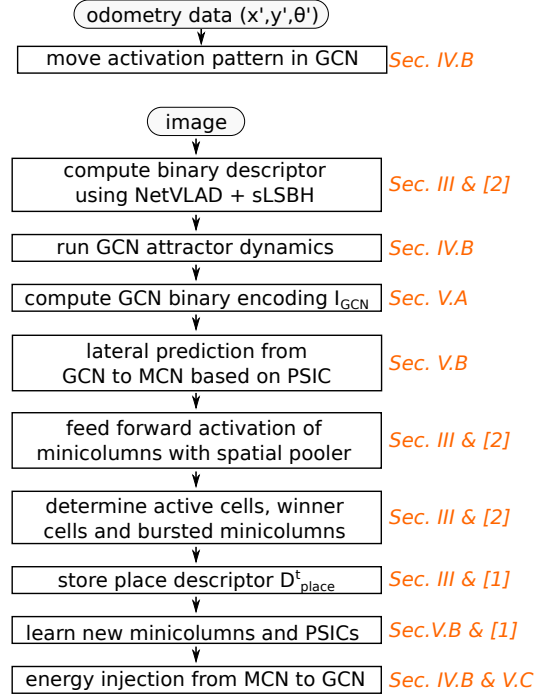 odometry data (x',y',θ')
move activation pattern in GCN Sec. IV.B
image
compute binary descriptor
using NetVLAD + sLSBH Sec. III & [2]
run GCN attractor dynamics Sec. IV.B
compute GCN binary encoding I_GCN Sec. V.A
lateral prediction from
GCN to MCN based on PSIC Sec. V.B
feed forward activation of
minicolumns with spatial pooler Sec. III & [2]
determine active cells, winner
cells and bursted minicolumns Sec. III & [2]
store place descriptor D^t_place Sec. III & [1]
learn new minicolumns and PSICs Sec.V.B & [1]
energy injection from MCN to GCN Sec. IV.B & V.C